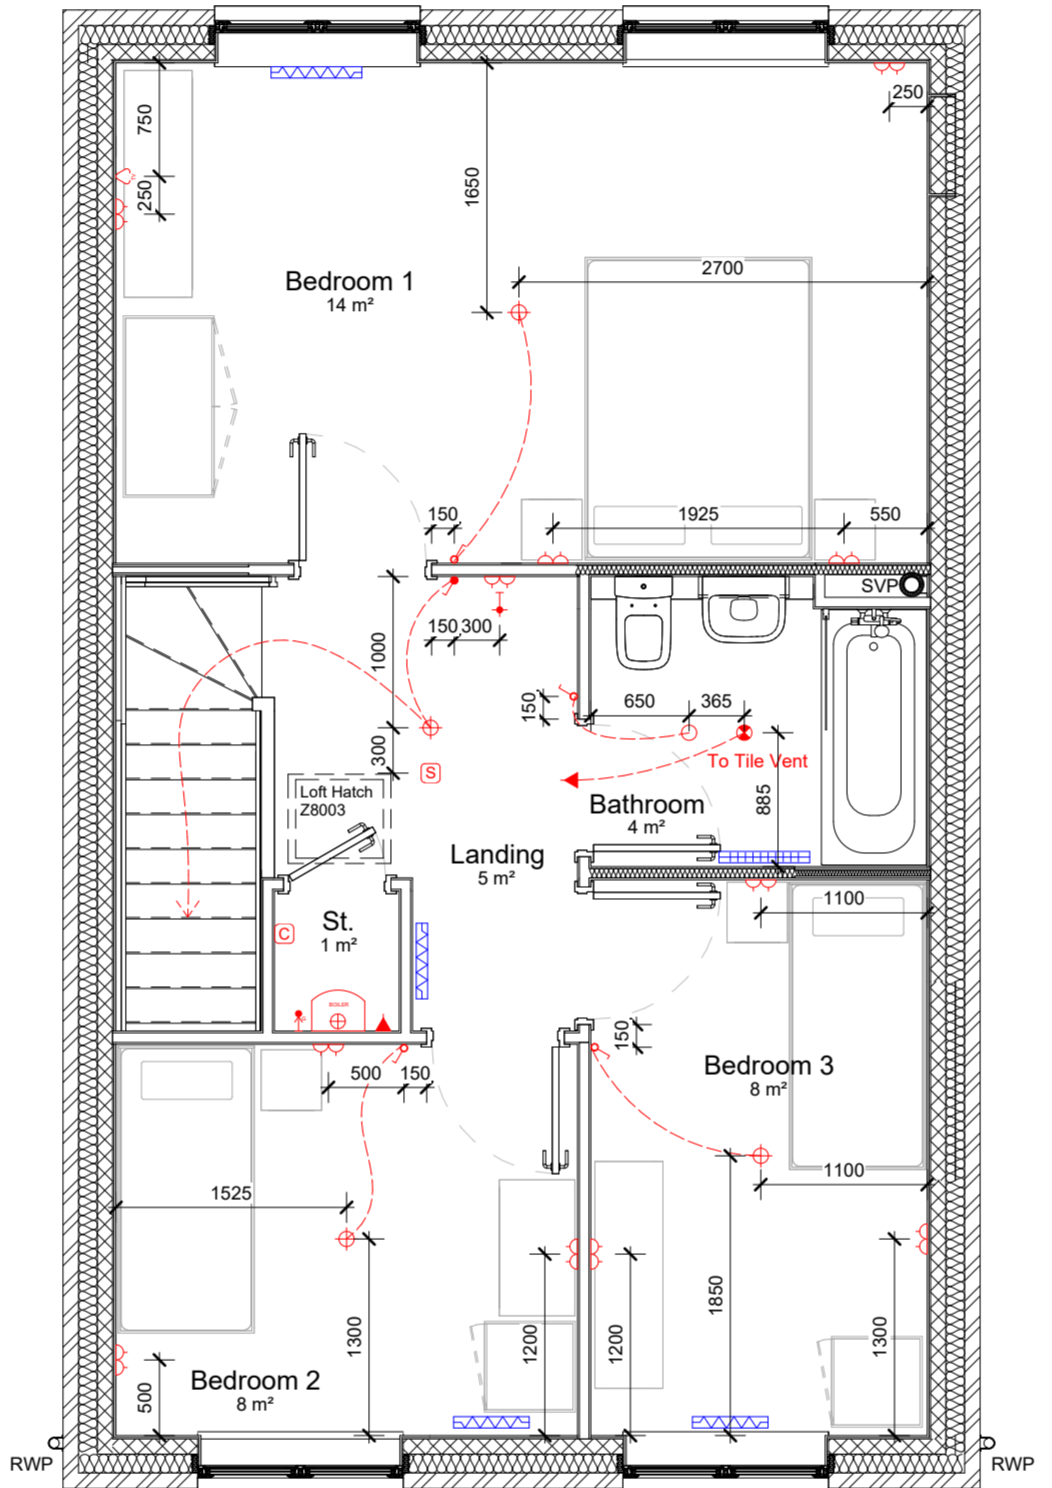 250
750
250
1650
2700
Bedroom 1
14 m²
150
1925
550
SVP
1000
150
300
150
650
365
300
S
To Tile Vent
Loft Hatch
Z8003
Bathroom
4 m²
885
Landing
5 m²
1100
St.
1 m²
C
BOILER
150
Bedroom 3
8 m²
500
150
1100
1525
1850
1300
1200
1200
1300
Bedroom 2
8 m²
500
RWP
RWP